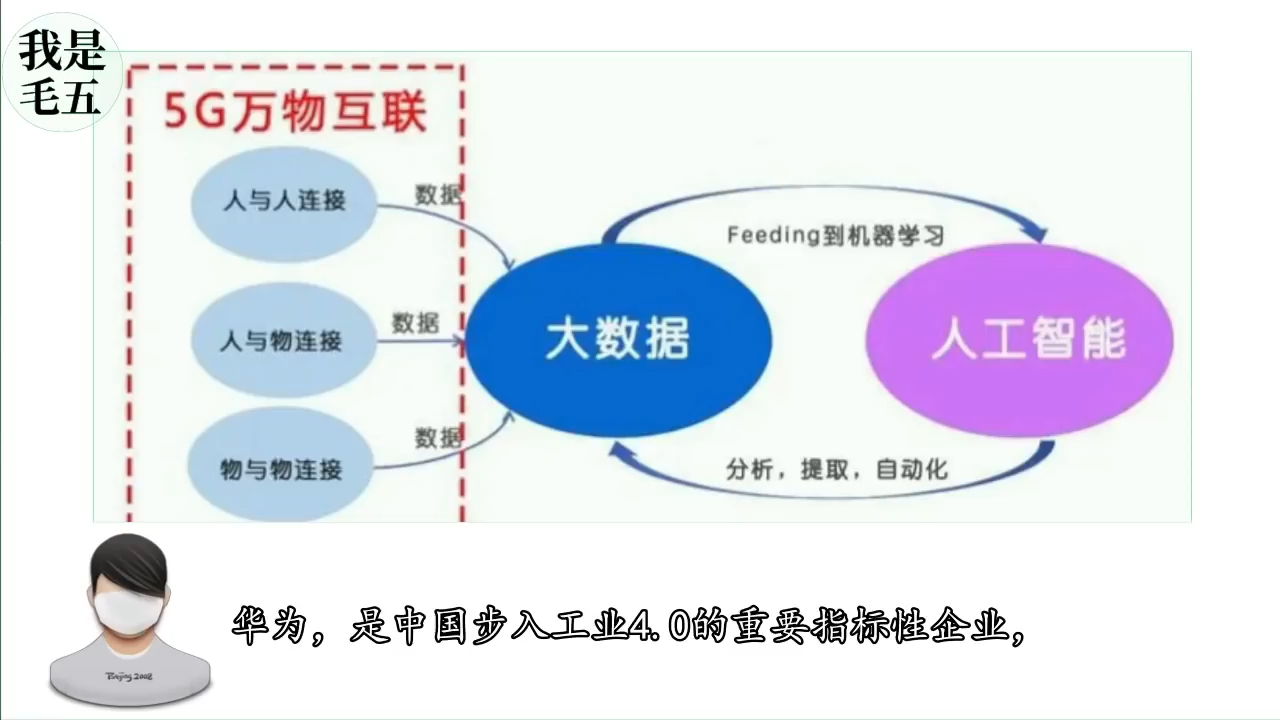 我是
毛五
5G万物互联
人与人连接
数据
人与物连接
数据
物与物连接
数据
大数据
Feeding到机器学习
人工智能
分析，提取，自动化
华为，是中国步入工业4.0的重要指标性企业，